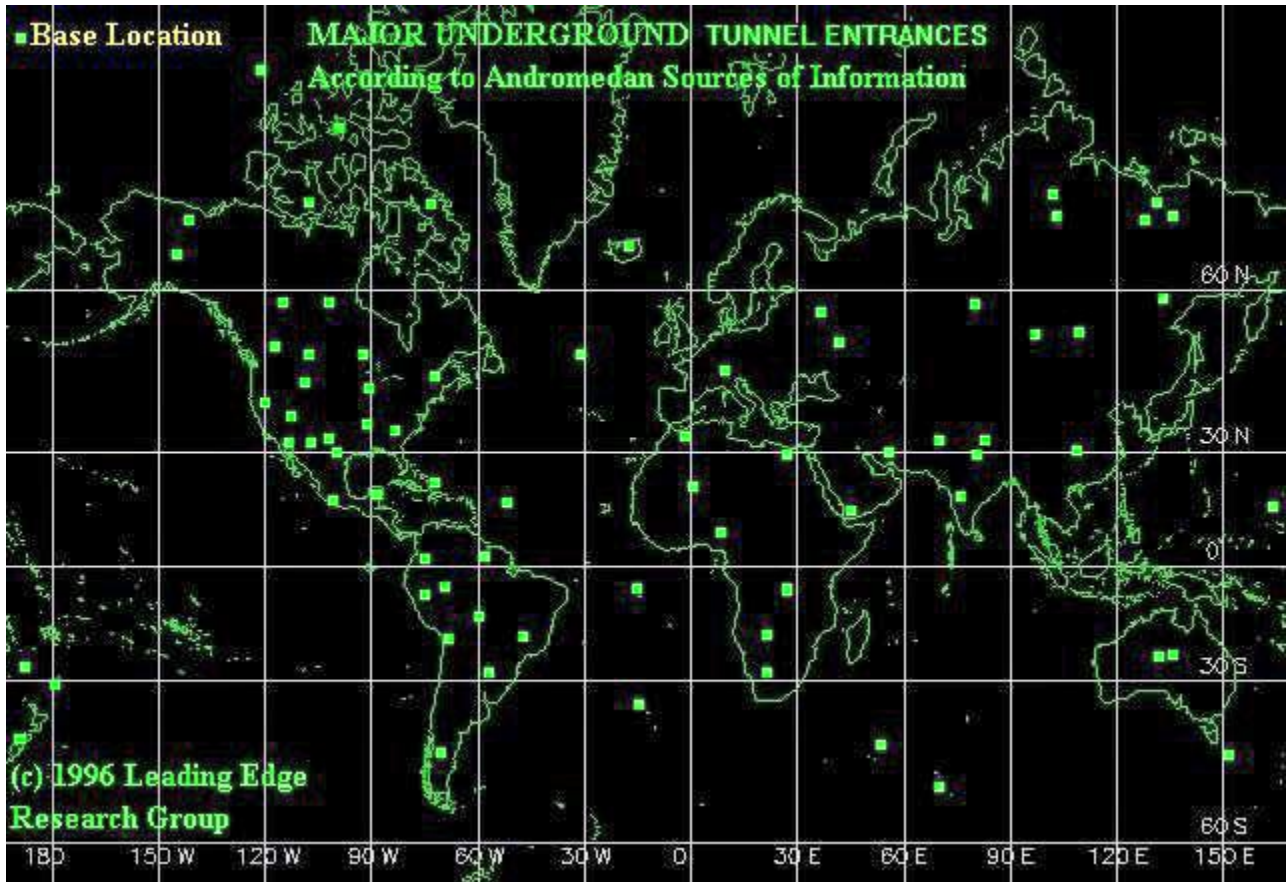 Base Location
MAJOR UNDERGROUND TUNNEL ENTRANCES
According to Andromedan Sources of Information
60 N
30 N
0
30 S
(c) 1996 Leading Edge
Research Group
60 S
180 150 W 120 W 90 W 60 W 30 W 0 30 E 60 E 90 E 120 E 150 E